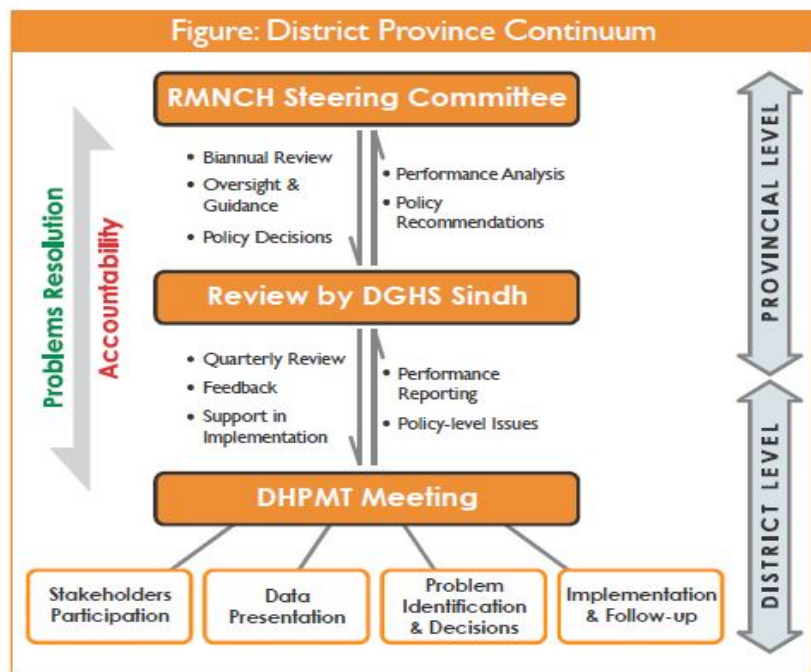 Figure: District Province Continuum
RMNCH Steering Committee
• Biannual Review
• Oversight &
Guidance
• Policy Decisions
• Performance Analysis
• Policy
Recommendations
Review by DGHS Sindh
• Quarterly Review
• Feedback
• Support in
Implementation
• Performance
Reporting
• Policy-level Issues
DHPMT Meeting
Stakeholders
Participation
Data
Presentation
Problem
Identification
& Decisions
Implementation
& Follow-up
Problems Resolution
Accountability
PROVINCIAL LEVEL
DISTRICT LEVEL